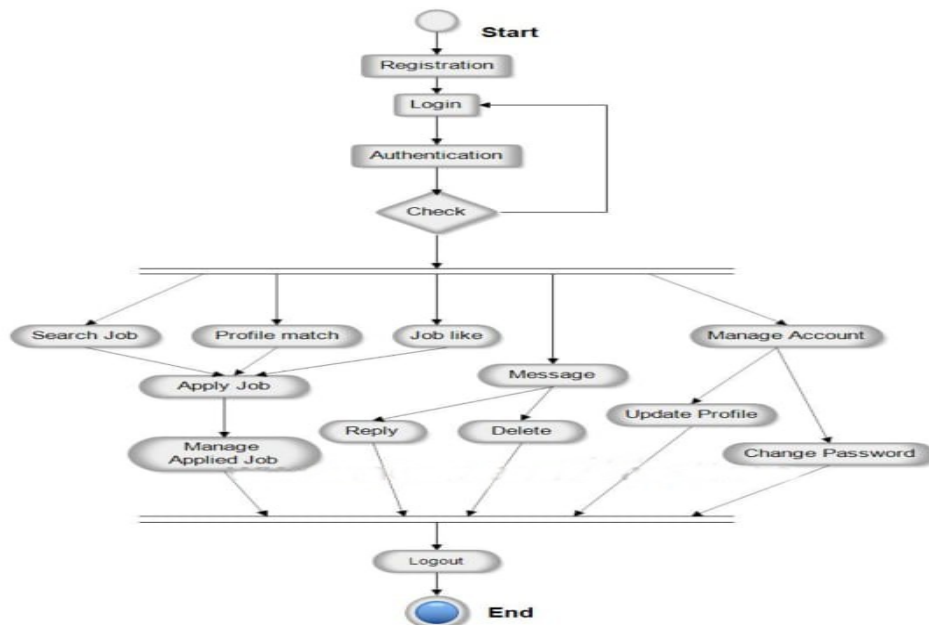 Start
Registration
Login
Authentication
Check
Search Job
Profile match
Job like
Manage Account
Message
Apply Job
Update Profile
Reply
Delete
Manage
Applied Job
Change Password
Logout
End